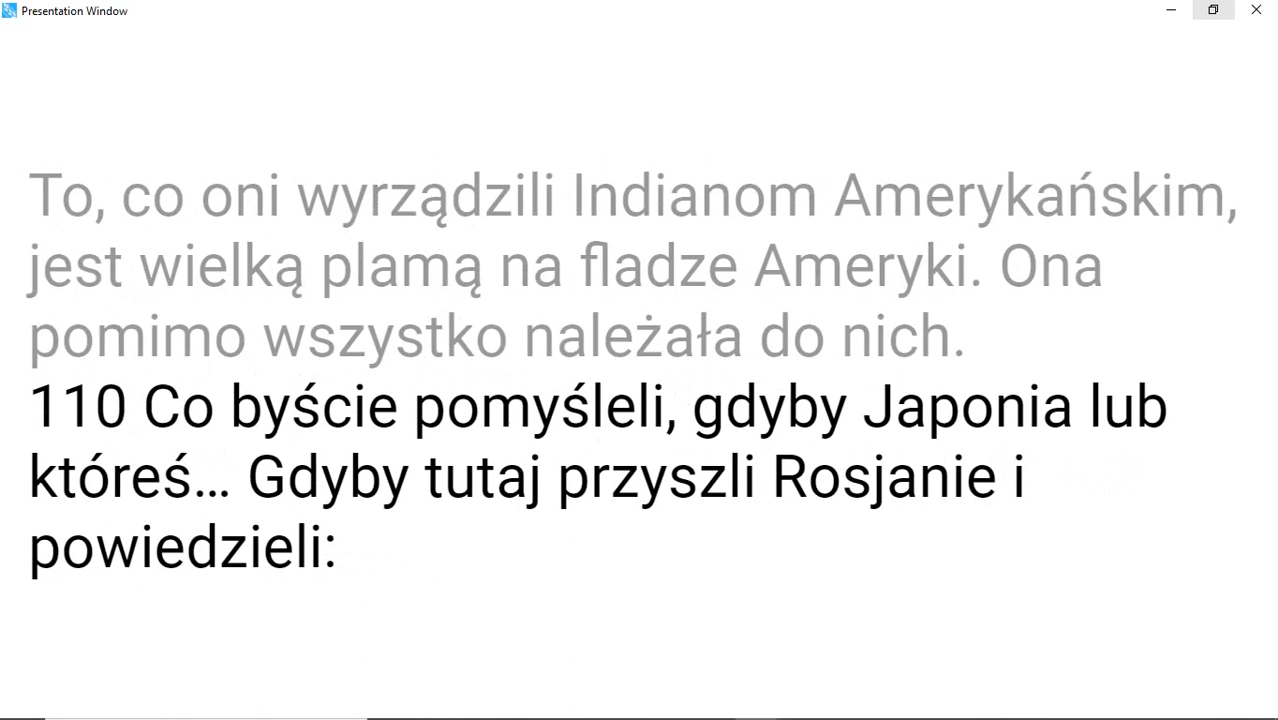 Presentation Window
To, co oni wyrządzili Indianom Amerykańskim,
jest wielką plamą na fladze Ameryki. Ona
pomimo wszystko należała do nich.
110 Co byście pomyśleli, gdyby Japonia lub
któreś... Gdyby tutaj przyszli Rosjanie i
powiedzieli: